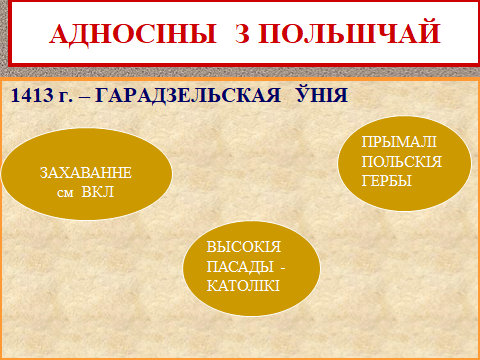 АДНОСІНЫ З ПОЛЬШЧАЙ
1413 г. – ГАРАДЗЕЛЬСКАЯ ЎНІЯ
ЗАХАВАННЕ
см ВКЛ
ПРЫМАЛІ
ПОЛЬСКІЯ
ГЕРБЫ
ВЫСОКІЯ
ПАСАДЫ -
КАТОЛІКІ